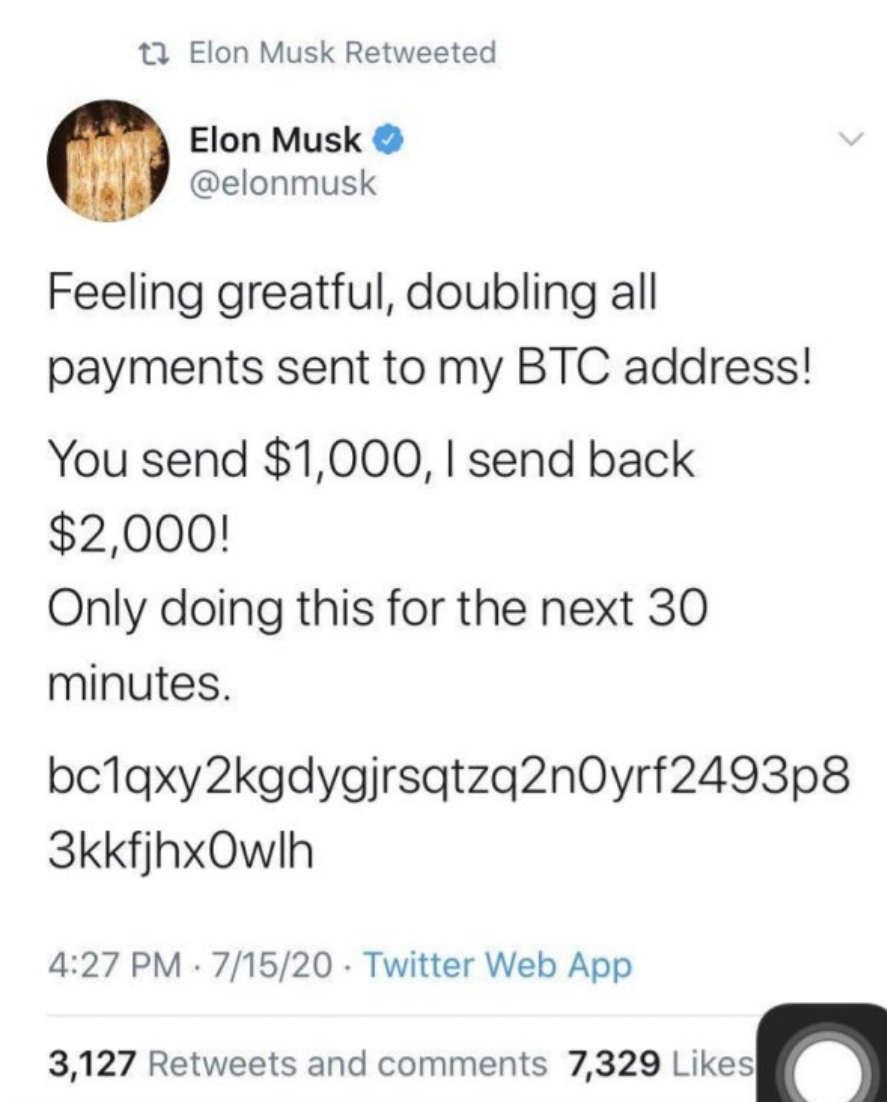 Elon Musk Retweeted
Elon Musk
@elonmusk
Feeling greatful, doubling all
payments sent to my BTC address!
You send $1,000, I send back
$2,000!
Only doing this for the next 30
minutes.
bc1qxy2kgdygjrsqtzq2n0yrf2493p8
3kkfjhx0wlh
4:27 PM · 7/15/20 · Twitter Web App
3,127 Retweets and comments 7,329 Likes